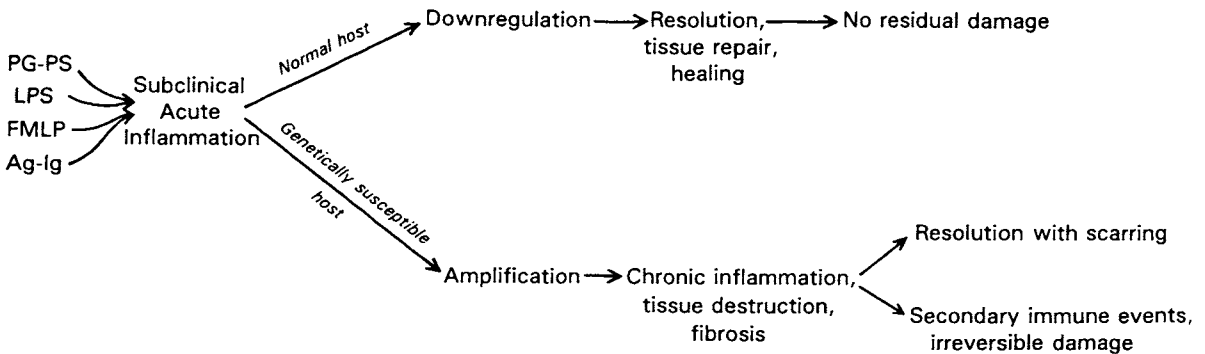 PG-PS
LPS
FMLP
Ag-Ig
Subclinical
Acute
Inflammation
Normal host
Downregulation
Resolution,
tissue repair,
healing
No residual damage
Genetically susceptible
host
Amplification
Chronic inflammation,
tissue destruction,
fibrosis
Resolution with scarring
Secondary immune events,
irreversible damage